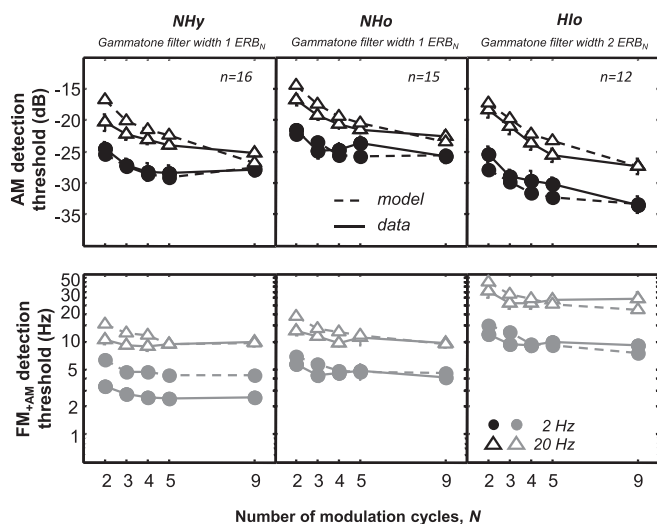 NHy NHo HIo
Gammatone filter width 1 ERB_N Gammatone filter width 1 ERB_N Gammatone filter width 2 ERB_N
n=16 n=15 n=12
AM detection
threshold (dB)
-15
-20
-25
-30
-35
model
data
FM+AM detection
threshold (Hz)
50
30
20
10
5
2
1
2 Hz
20 Hz
2 3 4 5 9 2 3 4 5 9 2 3 4 5 9
Number of modulation cycles, N